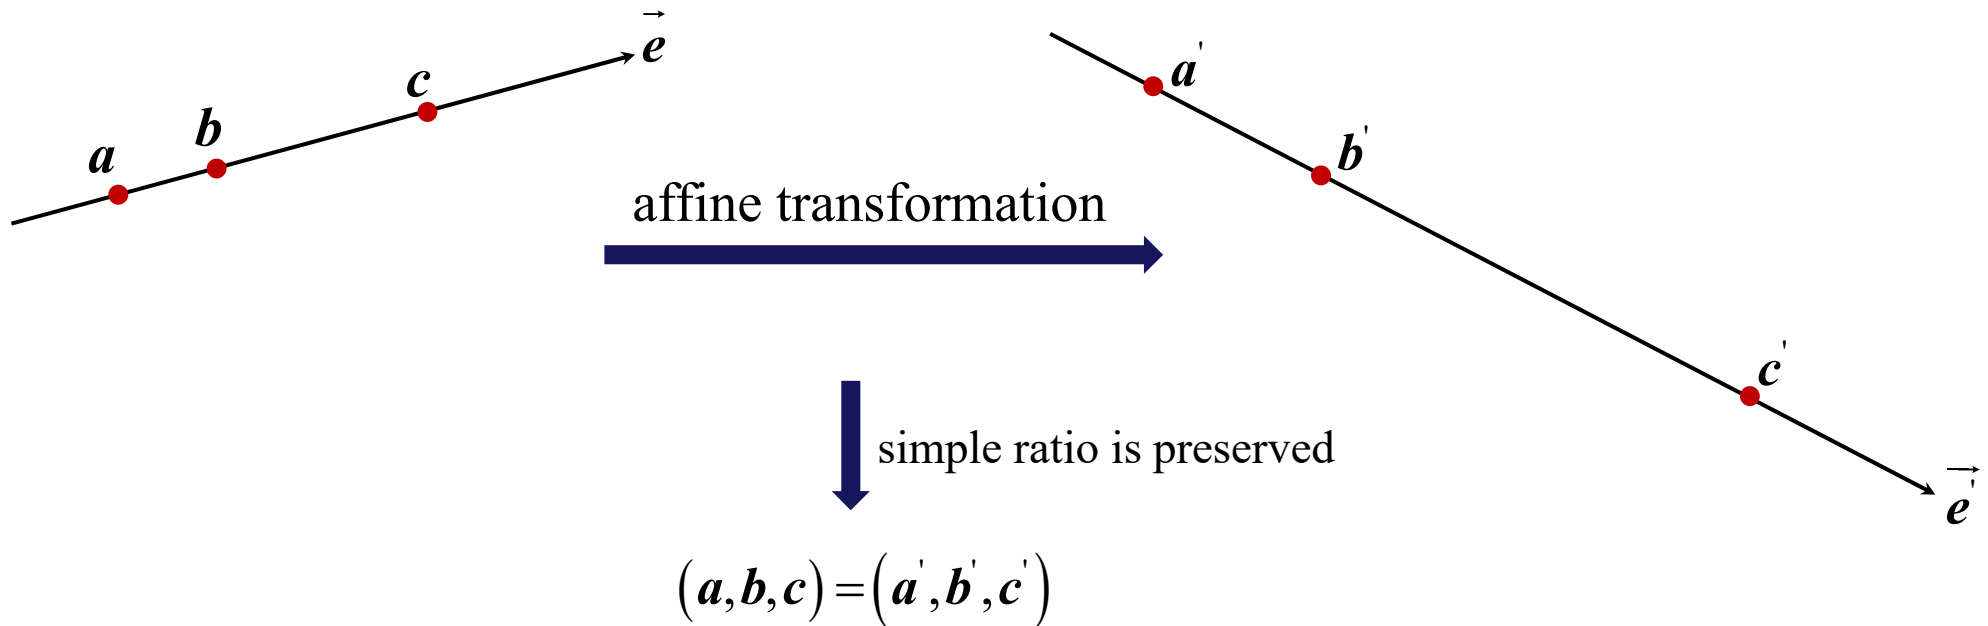 e⃗
c
b
a
a'
b'
affine transformation
c'
simple ratio is preserved
e⃗'
(a,b,c)=(a',b',c')